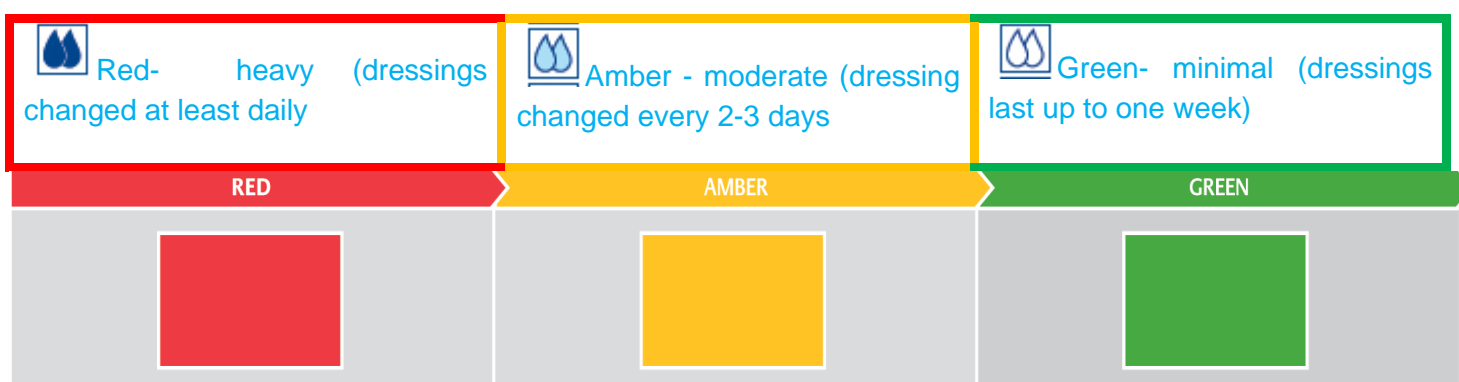 Red- heavy (dressings
changed at least daily
Amber - moderate (dressing
changed every 2-3 days
Green- minimal (dressings
last up to one week)
RED
AMBER
GREEN